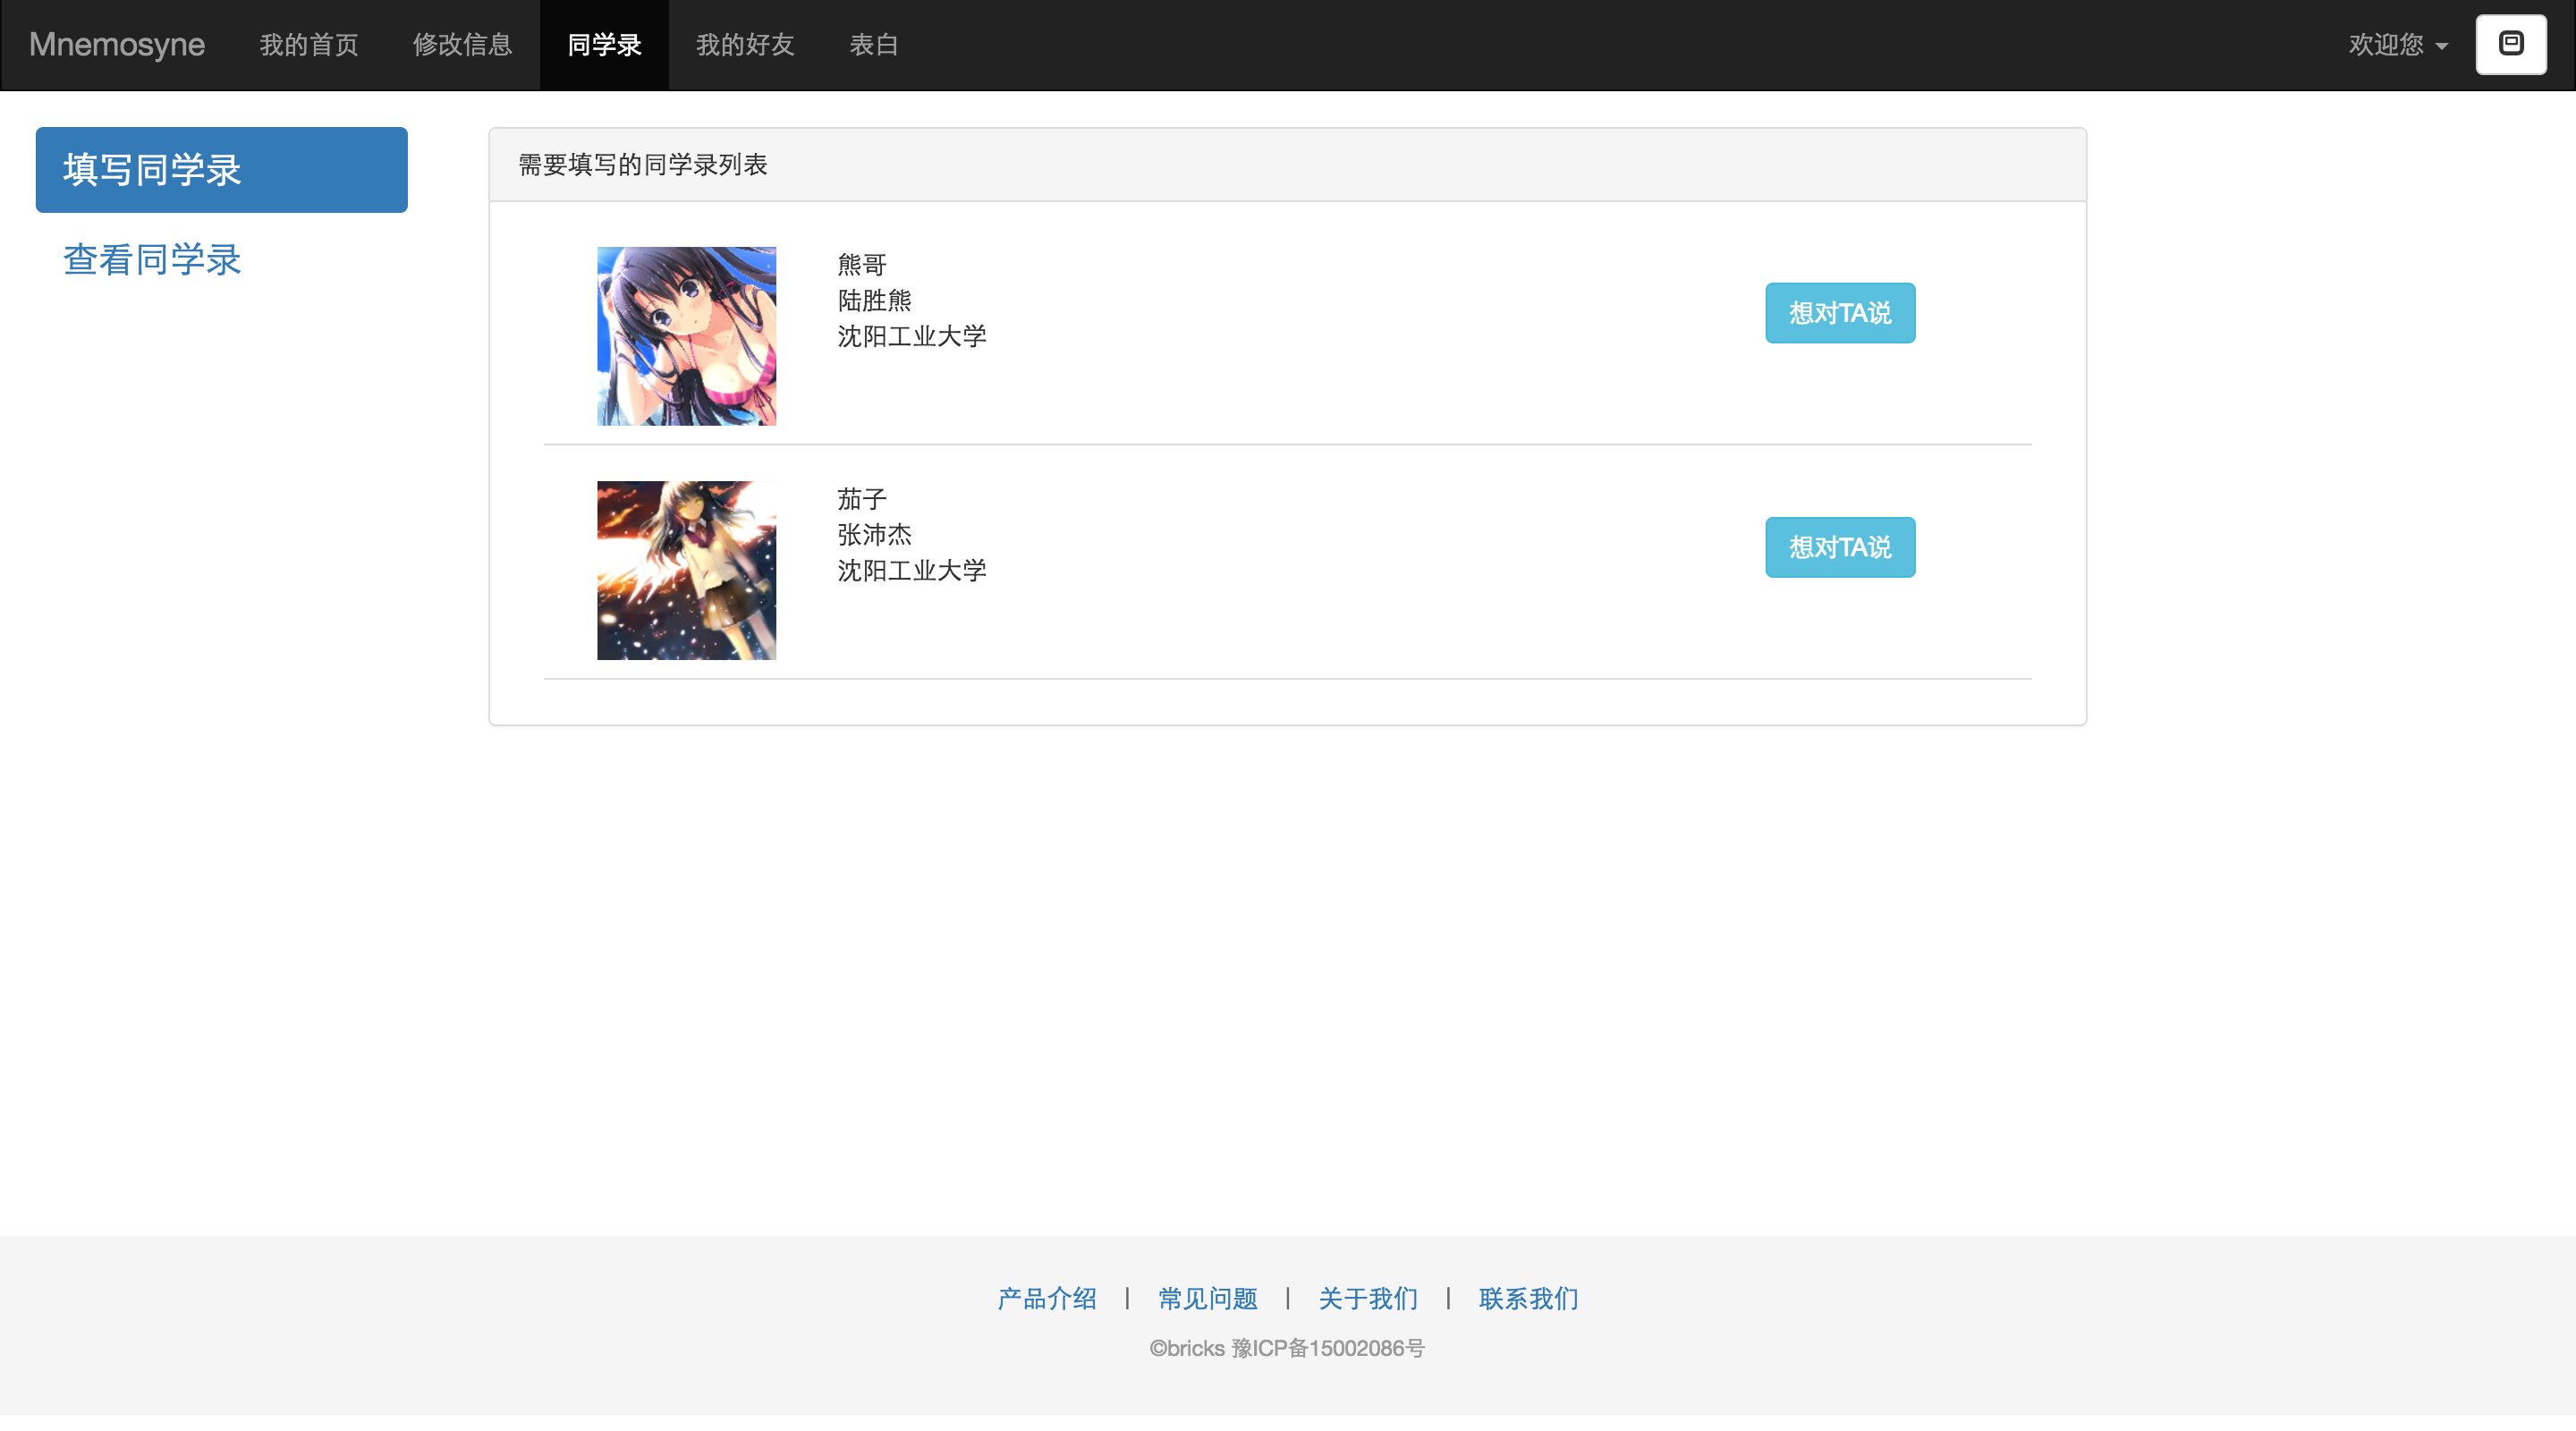 Mnemosyne 我的首页 修改信息 同学录 我的好友 表白 欢迎您
填写同学录
查看同学录
需要填写的同学录列表
熊哥
陆胜熊
沈阳工业大学
想对TA说
茄子
张沛杰
沈阳工业大学
想对TA说
产品介绍 | 常见问题 | 关于我们 | 联系我们
©bricks 豫ICP备15002086号